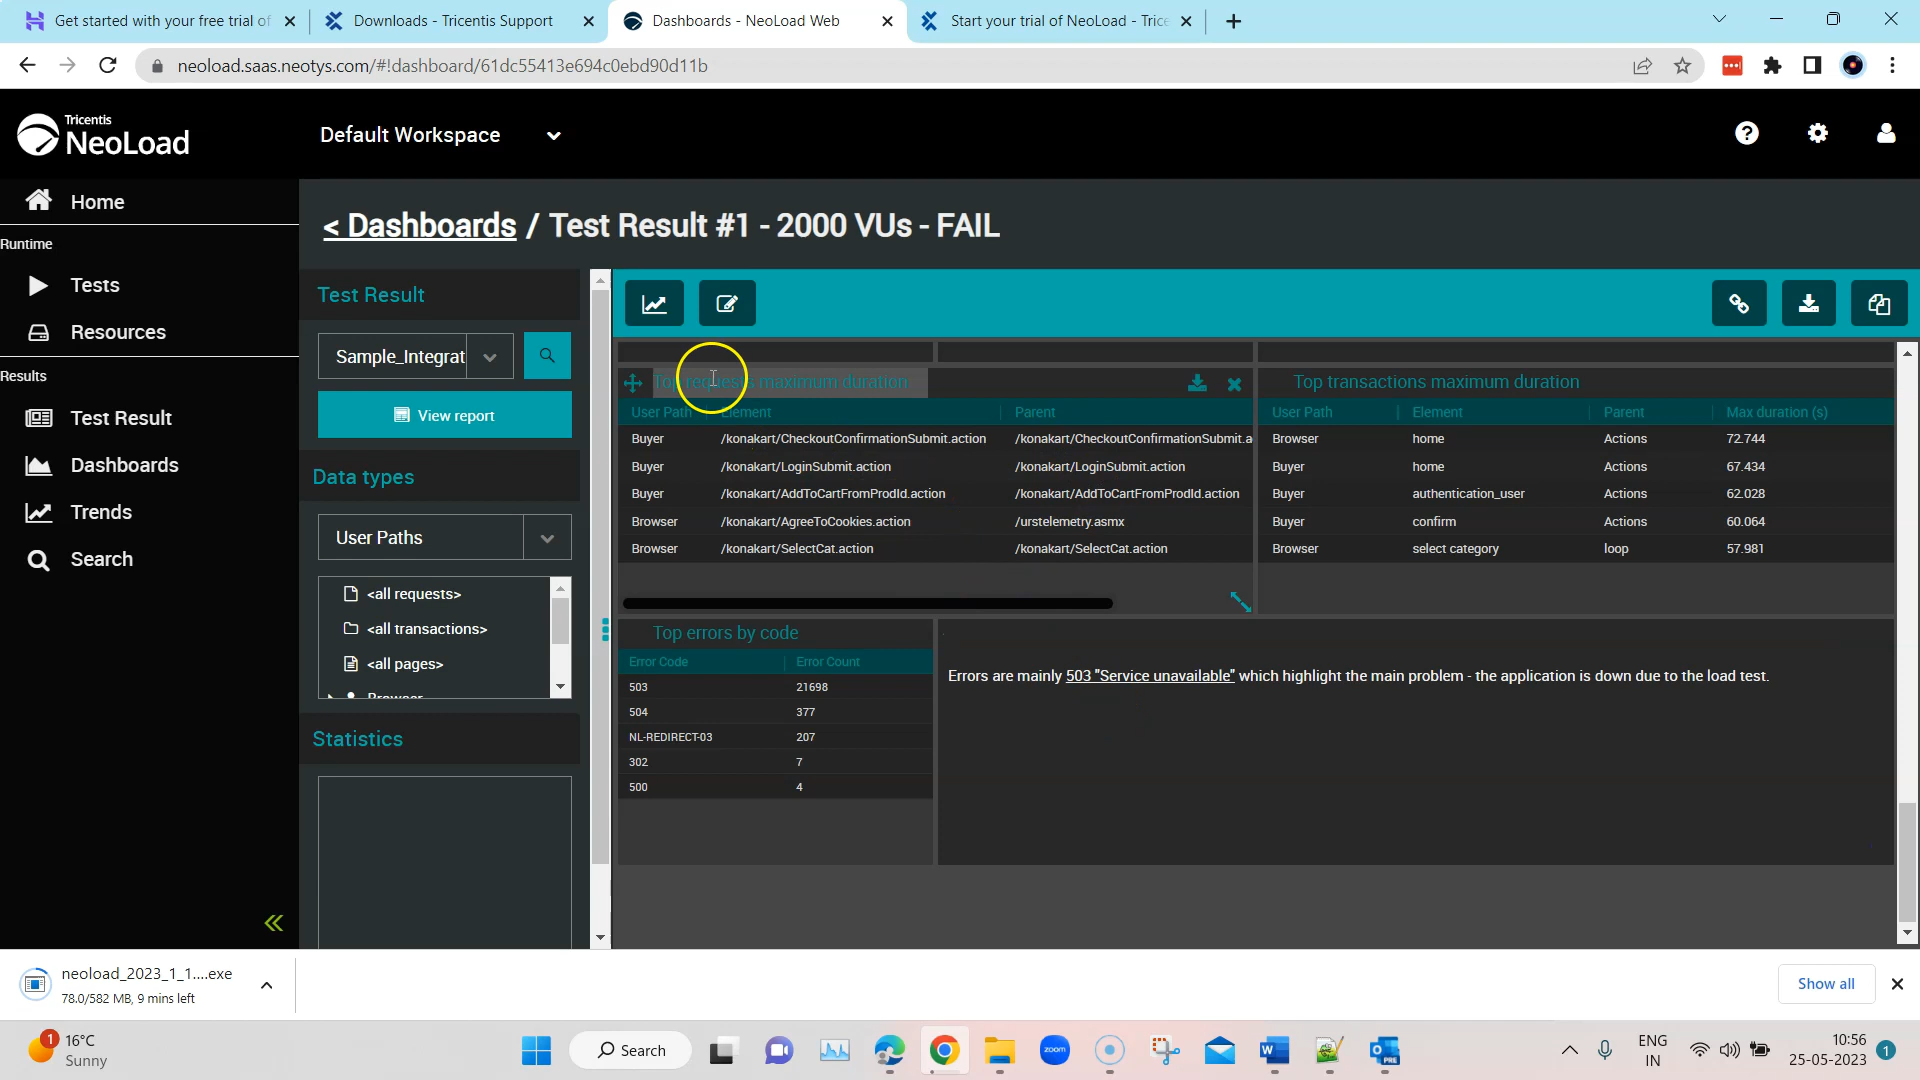 Get started with your free trial of
Downloads - Tricentis Support
Dashboards - NeoLoad Web
Start your trial of NeoLoad - Trice
neoload.saas.neotys.com/#!dashboard/61dc55413e694c0ebd90d11b
Tricentis
NeoLoad
Default Workspace
Home
Runtime
Tests
Resources
Results
Test Result
Dashboards
Trends
Search
< Dashboards / Test Result #1 - 2000 VUs - FAIL
Test Result
Sample_Integrat
View report
Data types
User Paths
<all requests>
<all transactions>
<all pages>
Browser
Statistics
Top requests maximum duration
User Path Element Parent
Buyer /konakart/CheckoutConfirmationSubmit.action /konakart/CheckoutConfirmationSubmit.a
Buyer /konakart/LoginSubmit.action /konakart/LoginSubmit.action
Buyer /konakart/AddToCartFromProdId.action /konakart/AddToCartFromProdId.action
Browser /konakart/AgreeToCookies.action /urstelemetry.asmx
Browser /konakart/SelectCat.action /konakart/SelectCat.action
Top transactions maximum duration
User Path Element Parent Max duration (s)
Browser home Actions 72.744
Buyer home Actions 67.434
Buyer authentication_user Actions 62.028
Buyer confirm Actions 60.064
Browser select category loop 57.981
Top errors by code
Error Code Error Count
503 21698
504 377
NL-REDIRECT-03 207
302 7
500 4
Errors are mainly 503 "Service unavailable" which highlight the main problem - the application is down due to the load test.
neoload_2023_1_1....exe
78.0/582 MB, 9 mins left
Show all
1
16°C
Sunny
Search
zoom
PRE
ENG
IN
10:56
25-05-2023
1